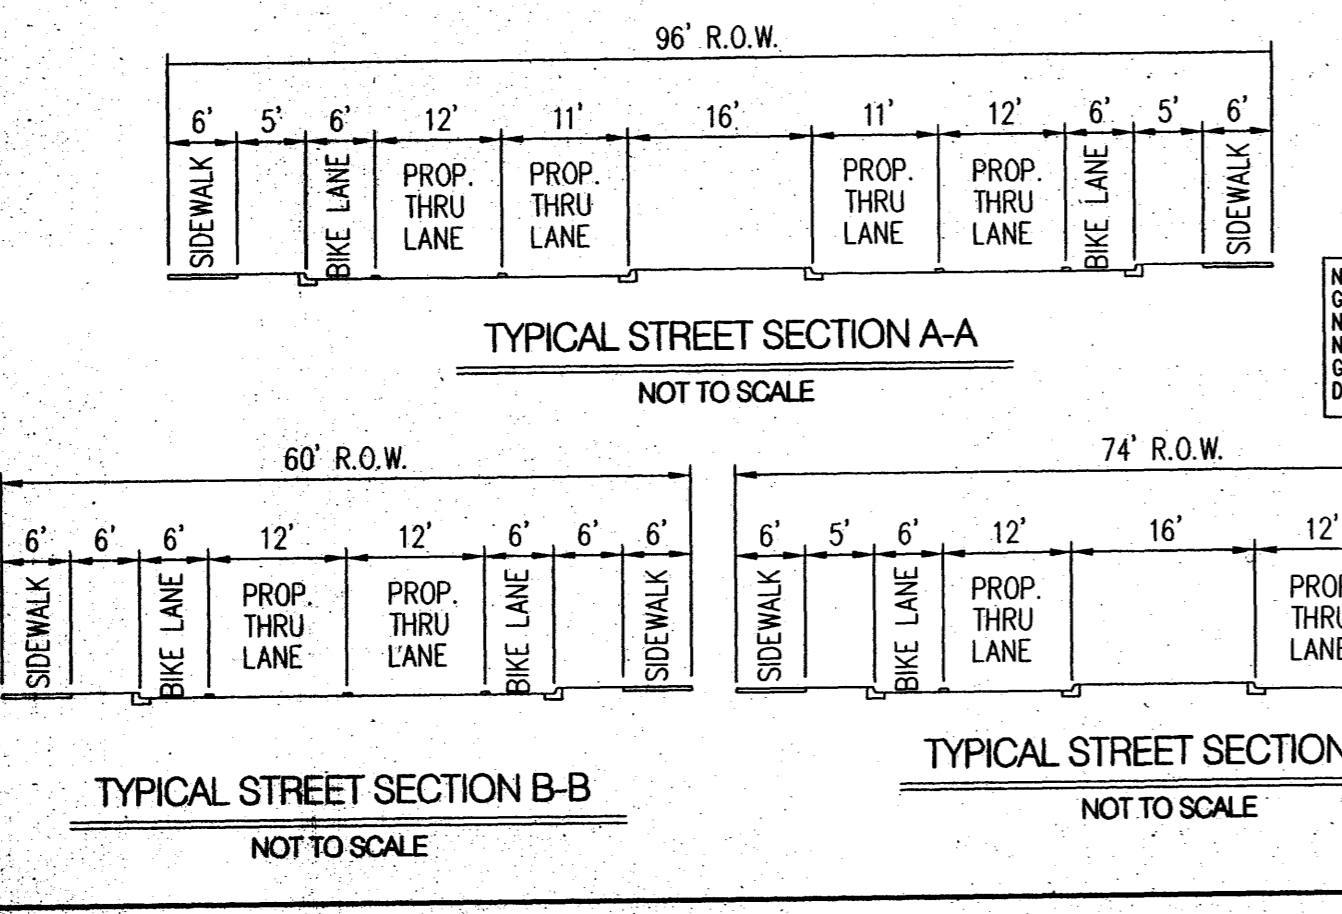 96' R.O.W.
6' 5' 6' 12' 11' 16' 11' 12' 6' 5' 6'
SIDEWALK
BIKE LANE
PROP.
THRU
LANE
PROP.
THRU
LANE
PROP.
THRU
LANE
PROP.
THRU
LANE
BIKE LANE
SIDEWALK
TYPICAL STREET SECTION A-A
NOT TO SCALE
N
G
N
N
G
D
60' R.O.W.
6' 6' 6' 12' 12' 6' 6' 6'
SIDEWALK
BIKE LANE
PROP.
THRU
LANE
PROP.
THRU
LANE
BIKE LANE
SIDEWALK
TYPICAL STREET SECTION B-B
NOT TO SCALE
74' R.O.W.
6' 5' 6' 12' 16' 12'
SIDEWALK
BIKE LANE
PROP.
THRU
LANE
PROP
THRU
LANE
TYPICAL STREET SECTION
NOT TO SCALE